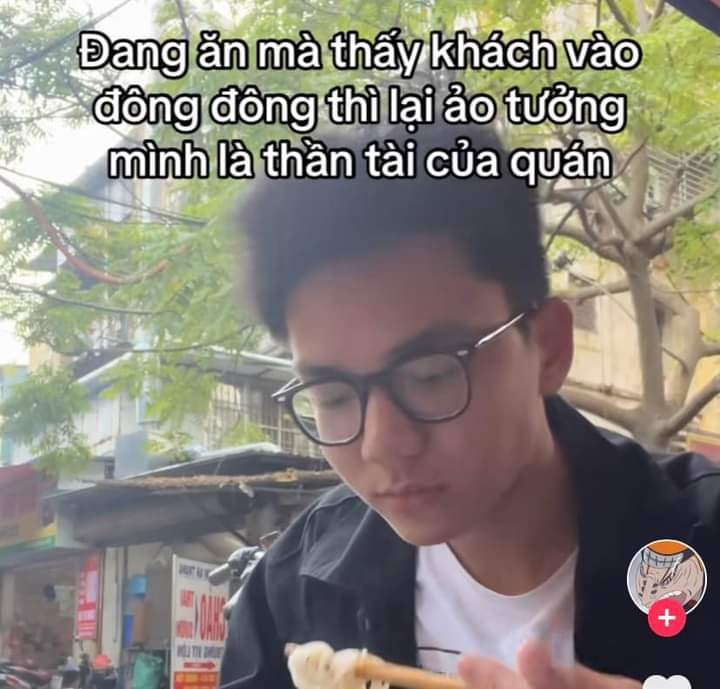 Đang ăn mà thấy khách vào
đông đông thì lại ảo tưởng
mình là thần tài của quán